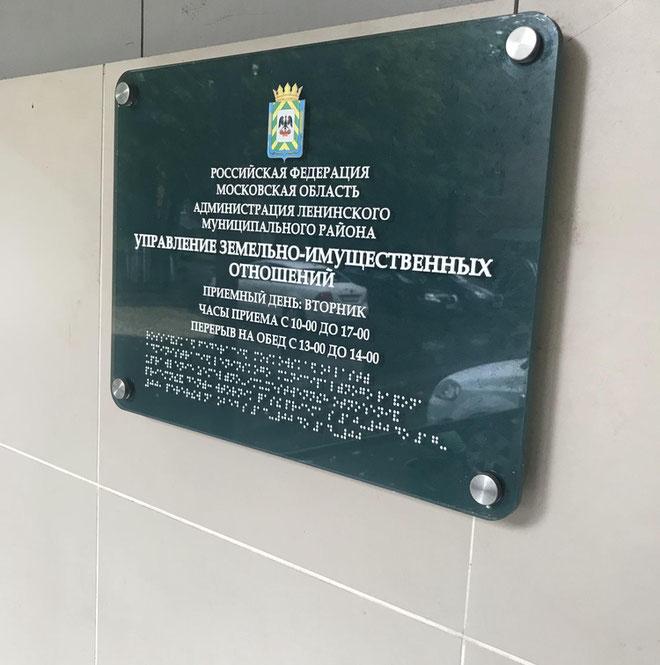 РОССИЙСКАЯ ФЕДЕРАЦИЯ
МОСКОВСКАЯ ОБЛАСТЬ
АДМИНИСТРАЦИЯ ЛЕНИНСКОГО
МУНИЦИПАЛЬНОГО РАЙОНА
УПРАВЛЕНИЕ ЗЕМЕЛЬНО-ИМУЩЕСТВЕННЫХ
ОТНОШЕНИЙ
ПРИЕМНЫЙ ДЕНЬ: ВТОРНИК
ЧАСЫ ПРИЕМА С 10-00 ДО 17-00
ПЕРЕРЫВ НА ОБЕД С 13-00 ДО 14-00